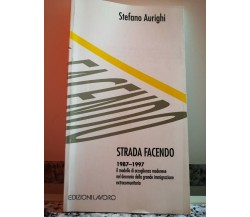 Stefano Aurighi
FACENDO
STRADA FACENDO
1987-1997
Il modello di accoglienza modenese
nel decennio della grande immigrazione
extracomunitaria
EDIZIONI LAVORO